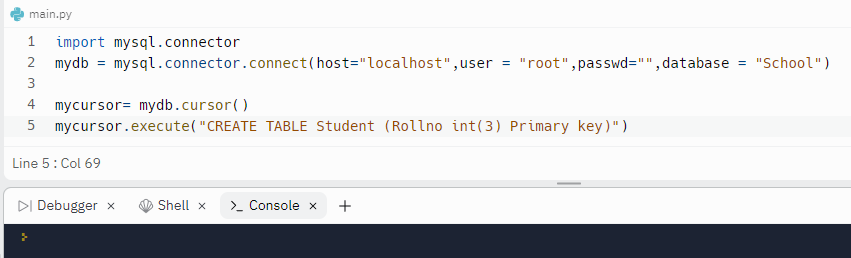 main.py
1 import mysql.connector
2 mydb = mysql.connector.connect(host="localhost",user = "root",passwd="",database = "School")
3
4 mycursor= mydb.cursor()
5 mycursor.execute("CREATE TABLE Student (Rollno int(3) Primary key)")
Line 5 : Col 69
Debugger × Shell × >_ Console × +
>